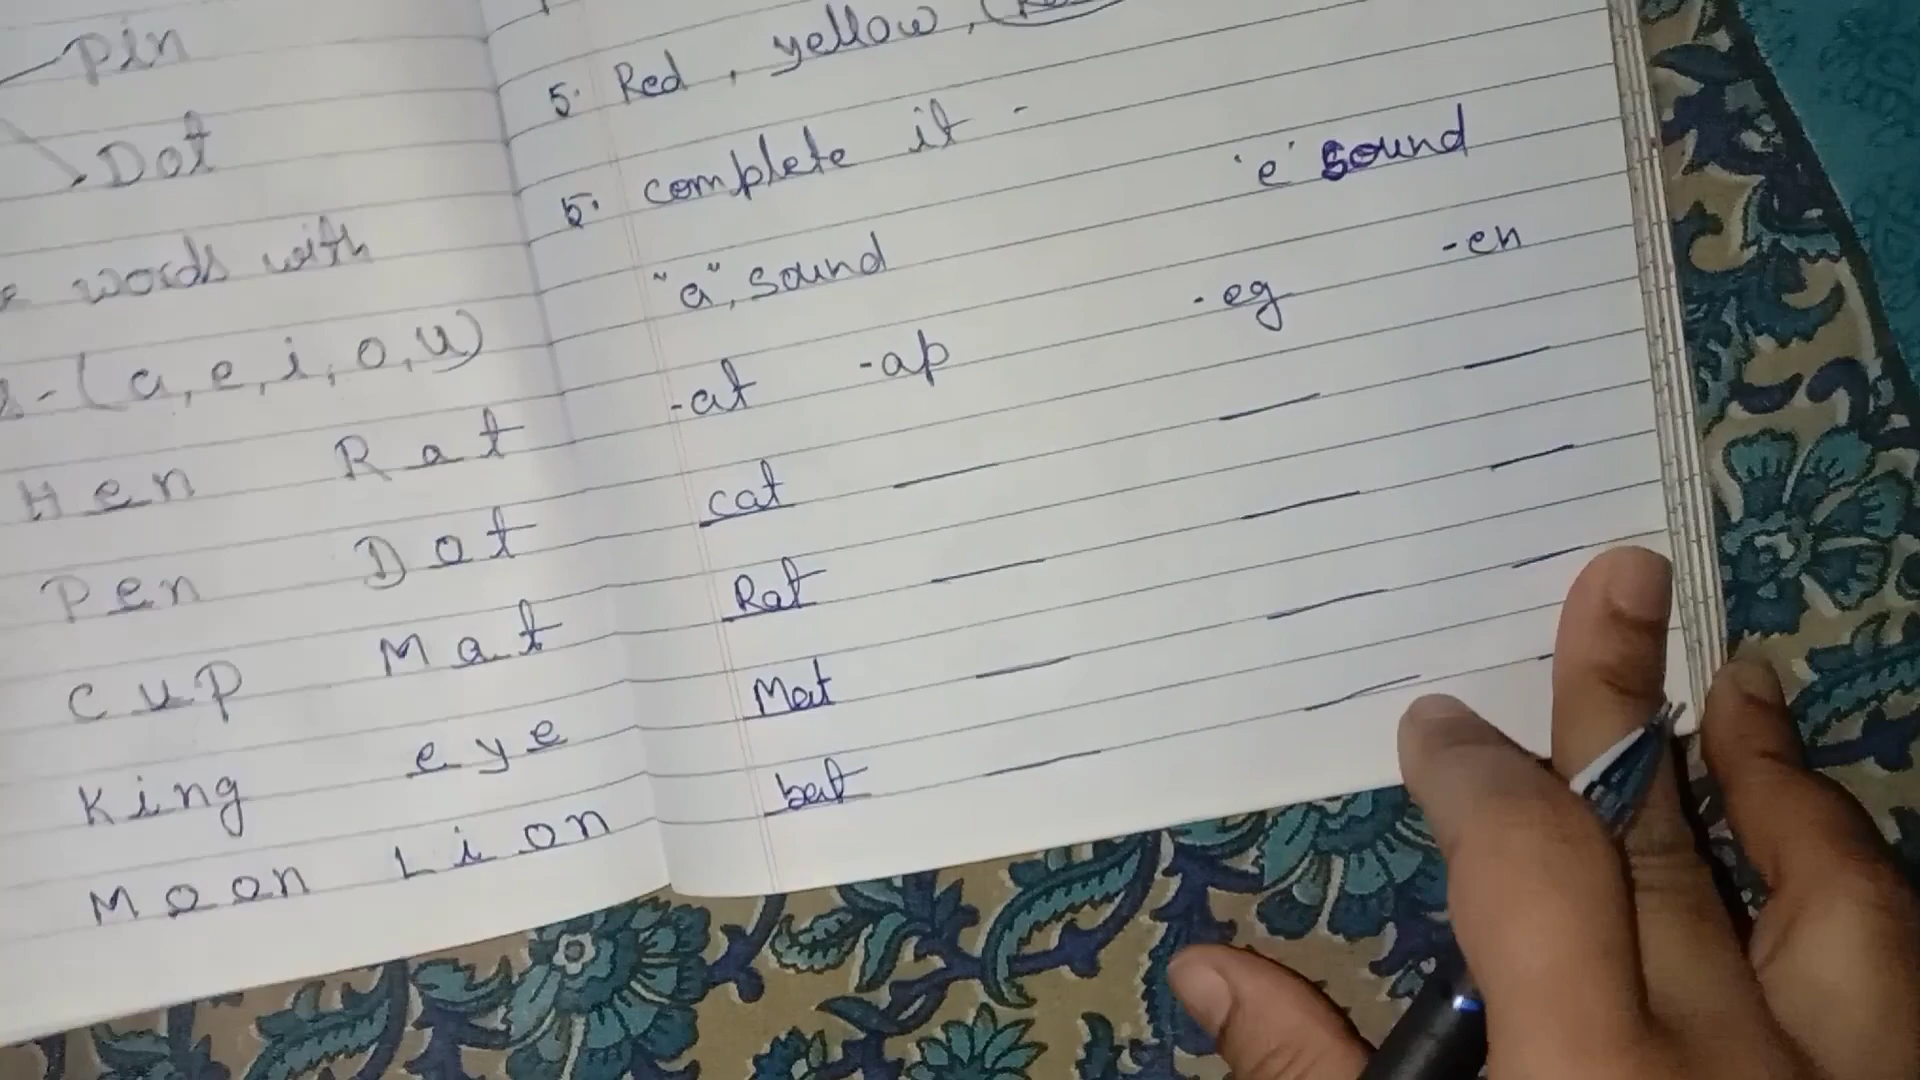 Pin
Dot
words with
(a, e, i, o, u)
Hen Rat
Pen Dot
Cup Mat
King eye
Moon Lion
5. Red, yellow,
5. complete it -
"a", sound 'e' sound
-at -ap -eg -en
cat
Rat
Mat
bat